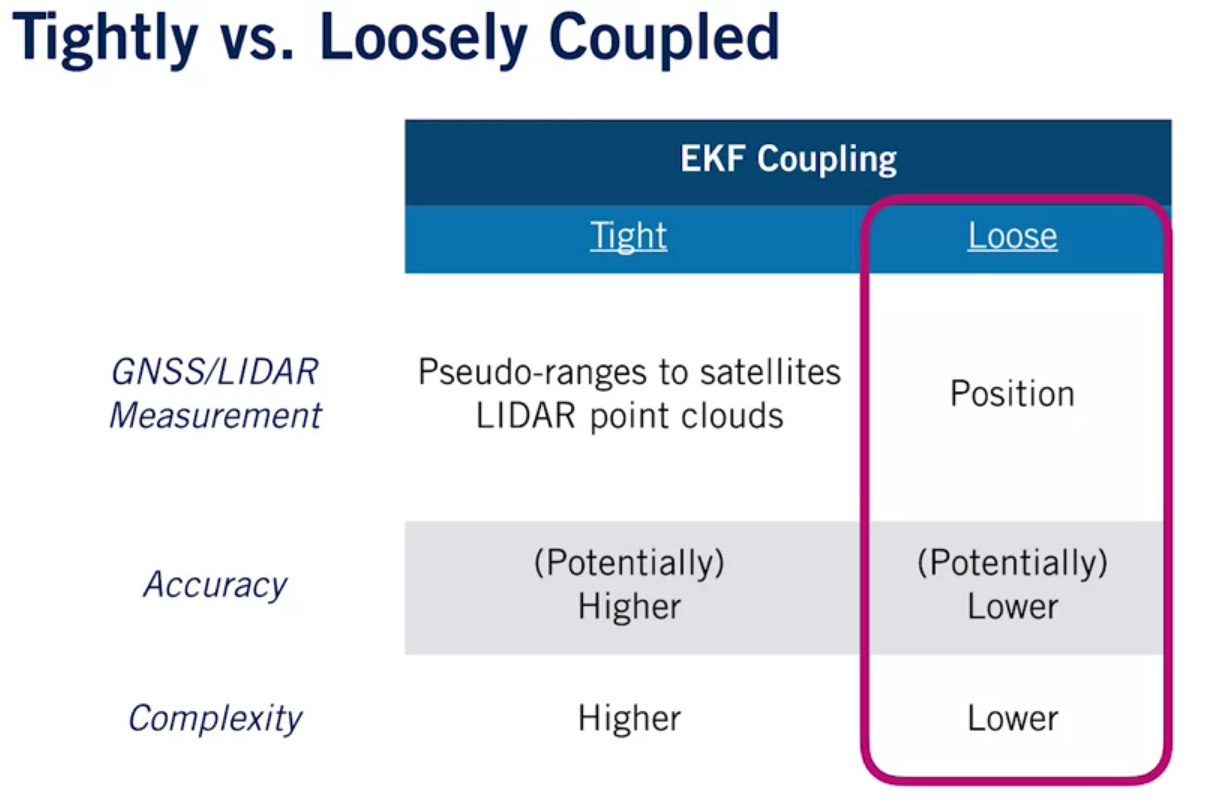 Tightly vs. Loosely Coupled
EKF Coupling
Tight
Loose
GNSS/LIDAR
Measurement
Pseudo-ranges to satellites
LIDAR point clouds
Position
Accuracy
(Potentially)
Higher
(Potentially)
Lower
Complexity
Higher
Lower